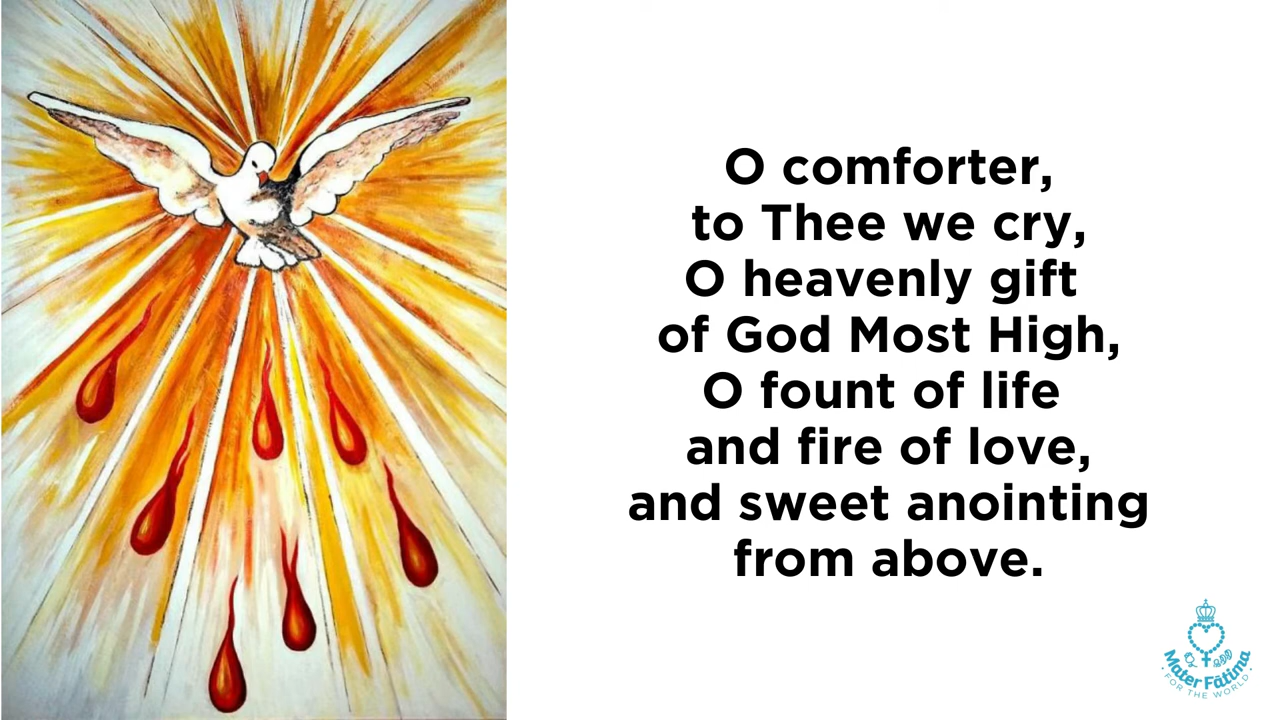 O comforter,
to Thee we cry,
O heavenly gift
of God Most High,
O fount of life
and fire of love,
and sweet anointing
from above.
Mater Fátima
· FOR THE WORLD ·